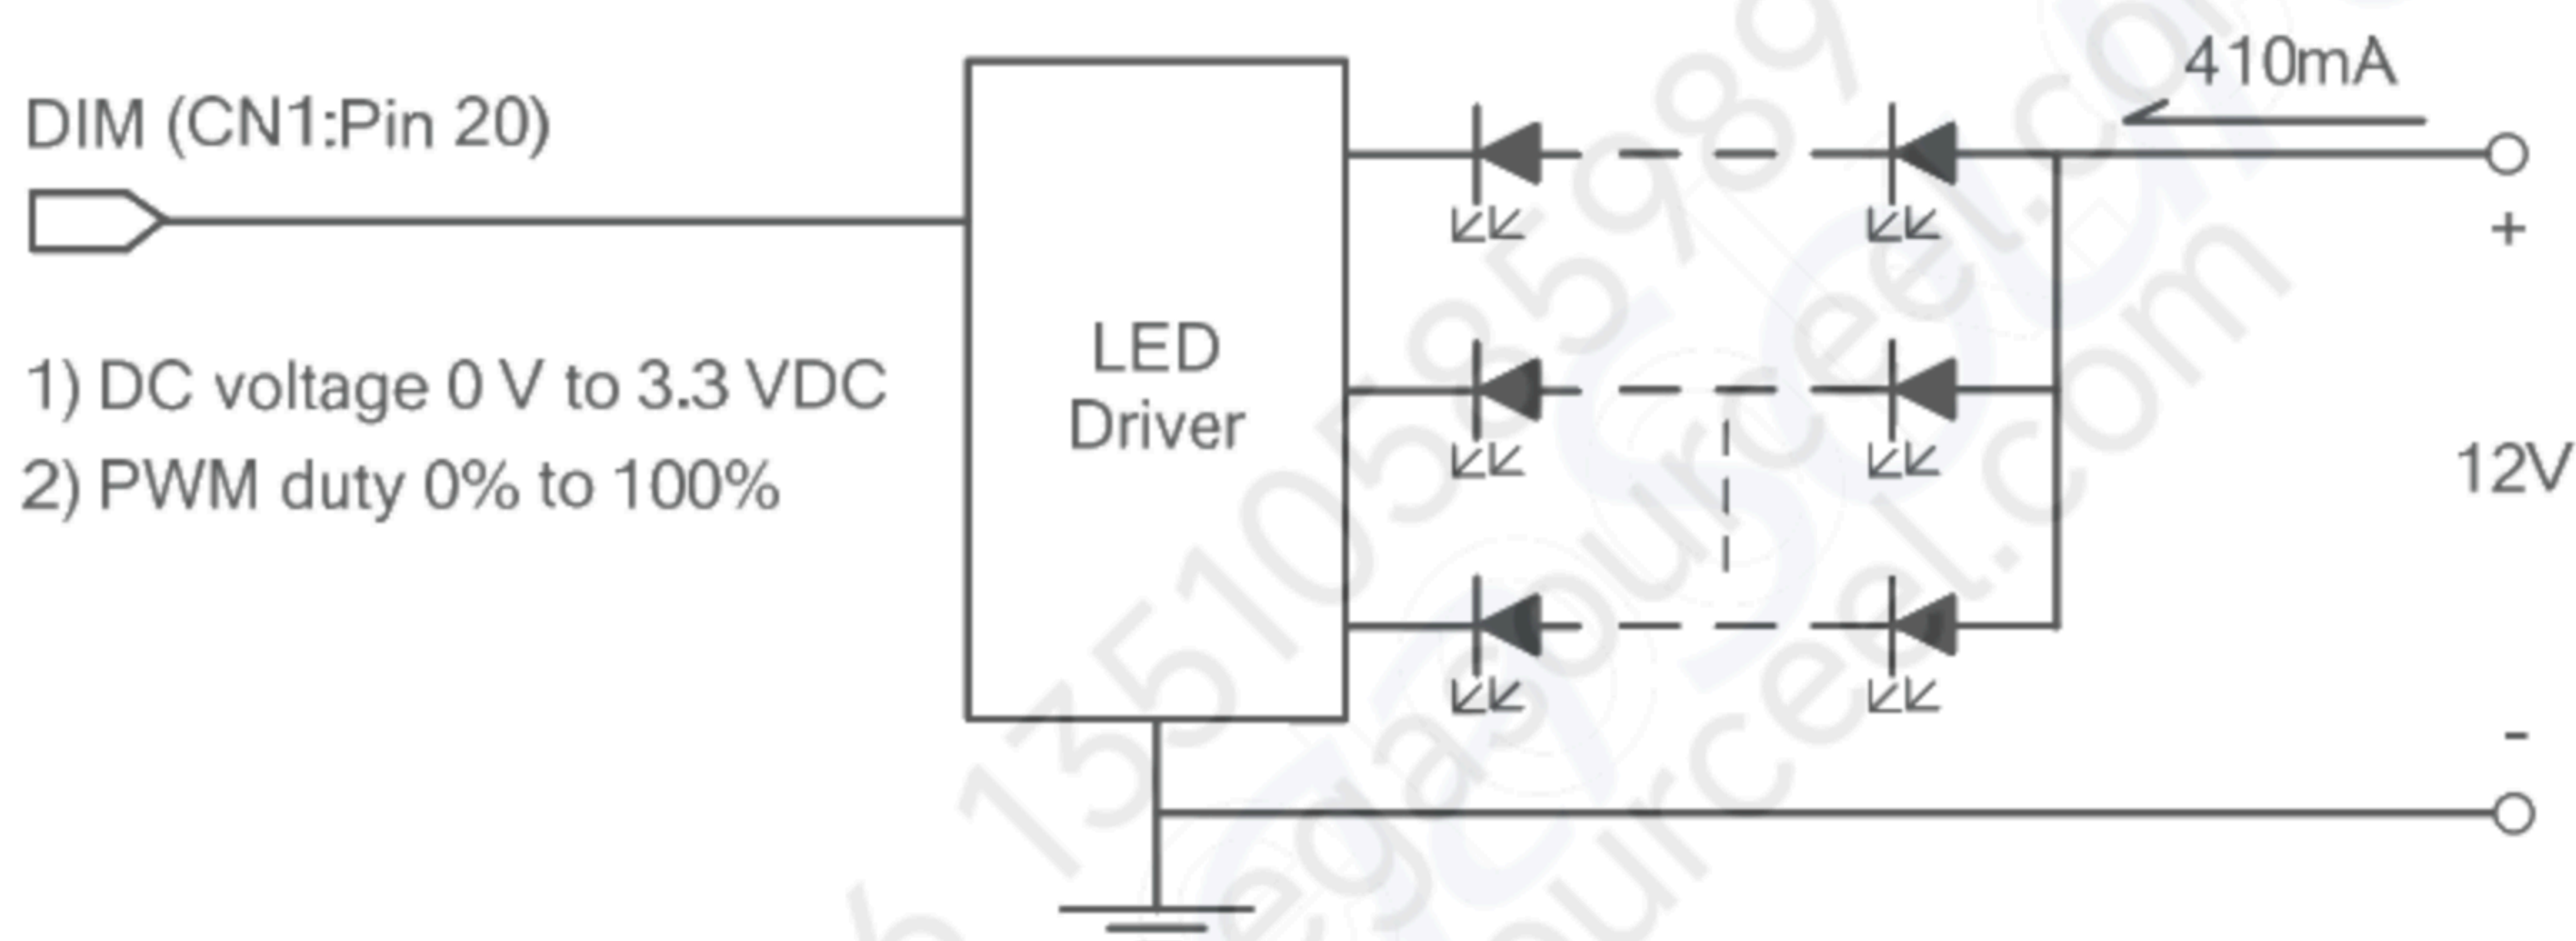 410mA
DIM (CN1:Pin 20)
+
LED
Driver
1) DC voltage 0 V to 3.3 VDC
2) PWM duty 0% to 100%
12V
-
13510585989